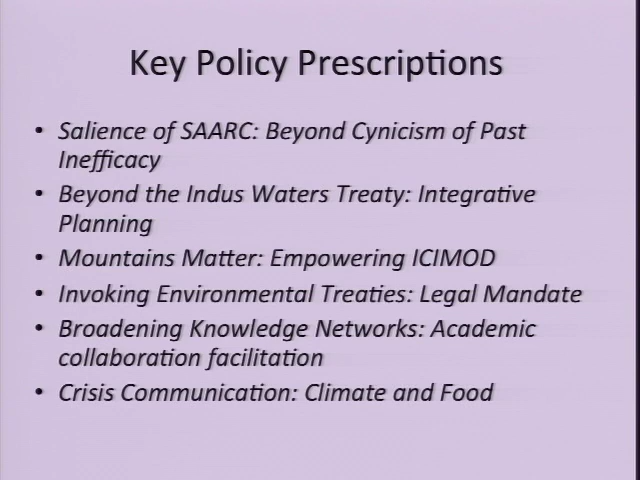 Key Policy Prescriptions
• Salience of SAARC: Beyond Cynicism of Past
Inefficacy
• Beyond the Indus Waters Treaty: Integrative
Planning
• Mountains Matter: Empowering ICIMOD
• Invoking Environmental Treaties: Legal Mandate
• Broadening Knowledge Networks: Academic
collaboration facilitation
• Crisis Communication: Climate and Food